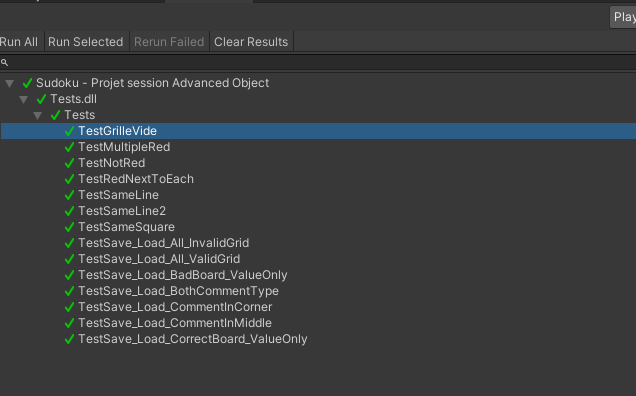 Play
Run All Run Selected Rerun Failed Clear Results
Sudoku - Projet session Advanced Object
Tests.dll
Tests
TestGrilleVide
TestMultipleRed
TestNotRed
TestRedNextToEach
TestSameLine
TestSameLine2
TestSameSquare
TestSave_Load_All_InvalidGrid
TestSave_Load_All_ValidGrid
TestSave_Load_BadBoard_ValueOnly
TestSave_Load_BothCommentType
TestSave_Load_CommentInCorner
TestSave_Load_CommentInMiddle
TestSave_Load_CorrectBoard_ValueOnly